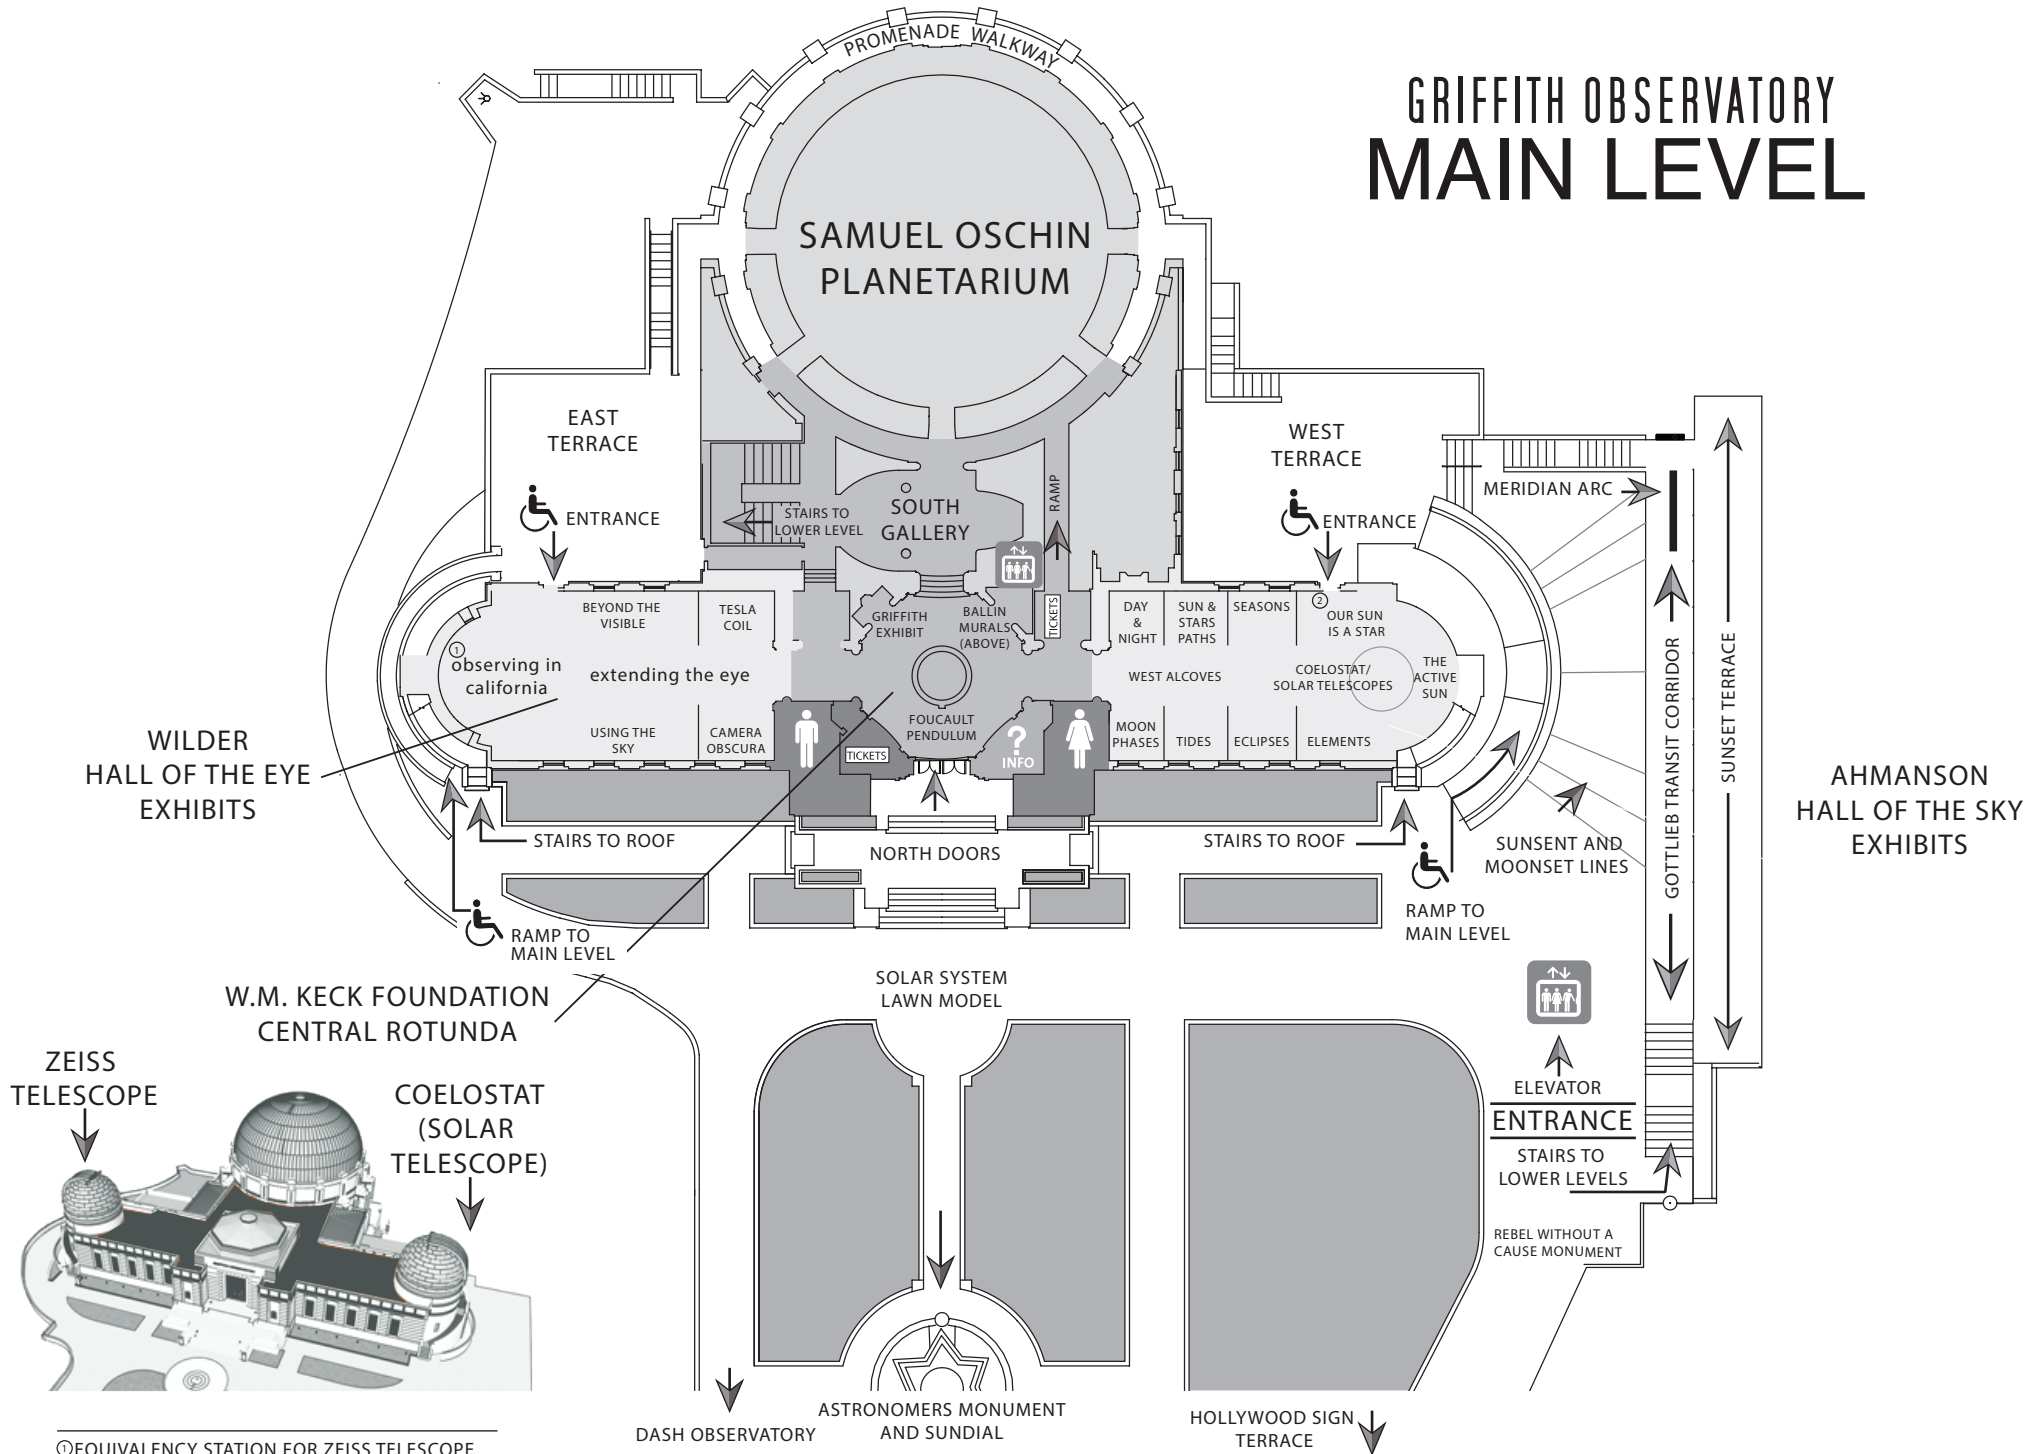 PROMENADE WALKWAY
GRIFFITH OBSERVATORY
MAIN LEVEL
SAMUEL OSCHIN
PLANETARIUM
EAST
TERRACE
WEST
TERRACE
ENTRANCE
STAIRS TO
LOWER LEVEL
SOUTH
GALLERY
RAMP
ENTRANCE
MERIDIAN ARC
BEYOND THE
VISIBLE
TESLA
COIL
GRIFFITH
EXHIBIT
BALLIN
MURALS
(ABOVE)
TICKETS
DAY
&
NIGHT
SUN &
STARS
PATHS
SEASONS
2
OUR SUN
IS A STAR
1
observing in
california
extending the eye
WEST ALCOVES
COELOSTAT/
SOLAR TELESCOPES
THE
ACTIVE
SUN
GOTTLIEB TRANSIT CORRIDOR
SUNSET TERRACE
USING THE
SKY
CAMERA
OBSCURA
TICKETS
FOUCAULT
PENDULUM
?
INFO
MOON
PHASES
TIDES
ECLIPSES
ELEMENTS
WILDER
HALL OF THE EYE
EXHIBITS
AHMANSON
HALL OF THE SKY
EXHIBITS
STAIRS TO ROOF
NORTH DOORS
STAIRS TO ROOF
SUNSENT AND
MOONSET LINES
RAMP TO
MAIN LEVEL
RAMP TO
MAIN LEVEL
SOLAR SYSTEM
LAWN MODEL
W.M. KECK FOUNDATION
CENTRAL ROTUNDA
ZEISS
TELESCOPE
COELOSTAT
(SOLAR
TELESCOPE)
ELEVATOR
ENTRANCE
STAIRS TO
LOWER LEVELS
REBEL WITHOUT A
CAUSE MONUMENT
DASH OBSERVATORY
ASTRONOMERS MONUMENT
AND SUNDIAL
HOLLYWOOD SIGN
TERRACE
①EQUIVALENCY STATION FOR ZEISS TELESCOPE